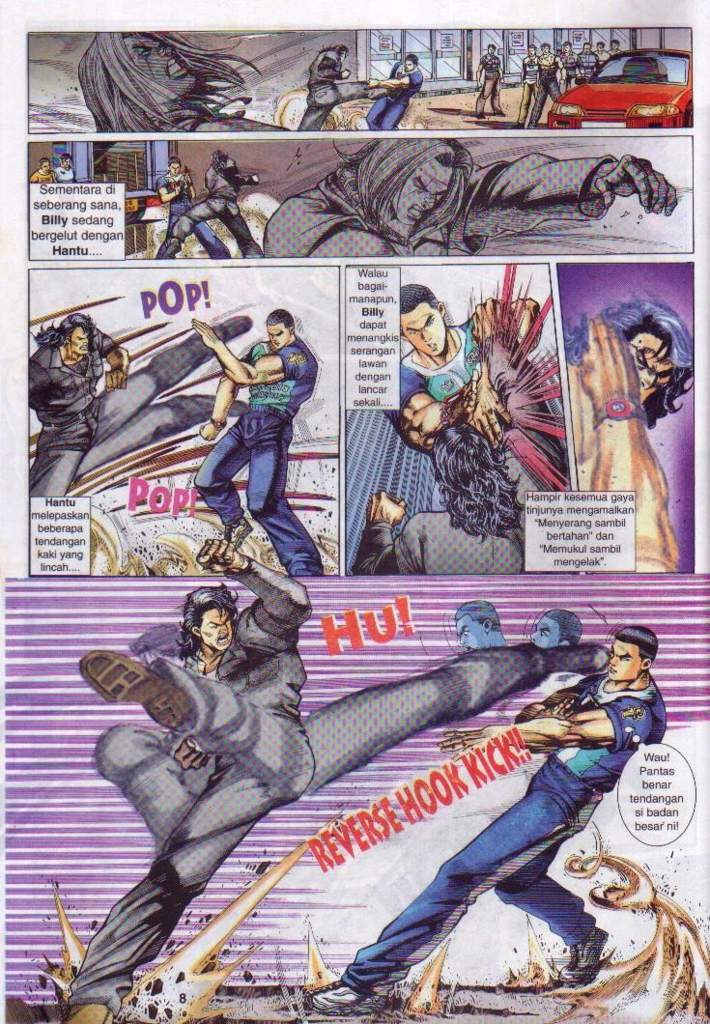 Sementara di
seberang sana,
Billy sedang
bergelut dengan
Hantu....
POP!
POP!
Hantu
melepaskan
beberapa
tendangan
kaki yang
lincah....
Walau
bagai-
manapun,
Billy
dapat
menangkis
serangan
lawan
dengan
lancar
sekali....
Hampir kesemua gaya
tinjunya mengamalkan
“Menyerang sambil
bertahan” dan
“Memukul sambil
mengelak”.
HU!
REVERSE HOOK KICK!!
Wau!
Pantas
benar
tendangan
si badan
besar ni!
8